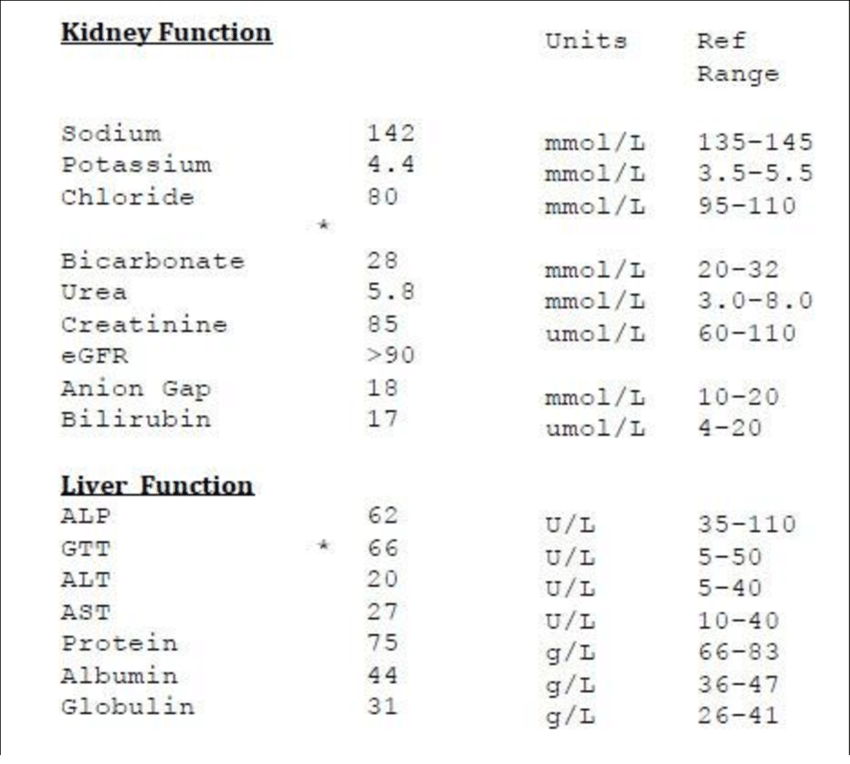 Kidney Function Units Ref
Range
Sodium 142 mmol/L 135-145
Potassium 4.4 mmol/L 3.5-5.5
Chloride 80 mmol/L 95-110
*
Bicarbonate 28 mmol/L 20-32
Urea 5.8 mmol/L 3.0-8.0
Creatinine 85 umol/L 60-110
eGFR >90
Anion Gap 18 mmol/L 10-20
Bilirubin 17 umol/L 4-20
Liver Function
ALP 62 U/L 35-110
GTT * 66 U/L 5-50
ALT 20 U/L 5-40
AST 27 U/L 10-40
Protein 75 g/L 66-83
Albumin 44 g/L 36-47
Globulin 31 g/L 26-41